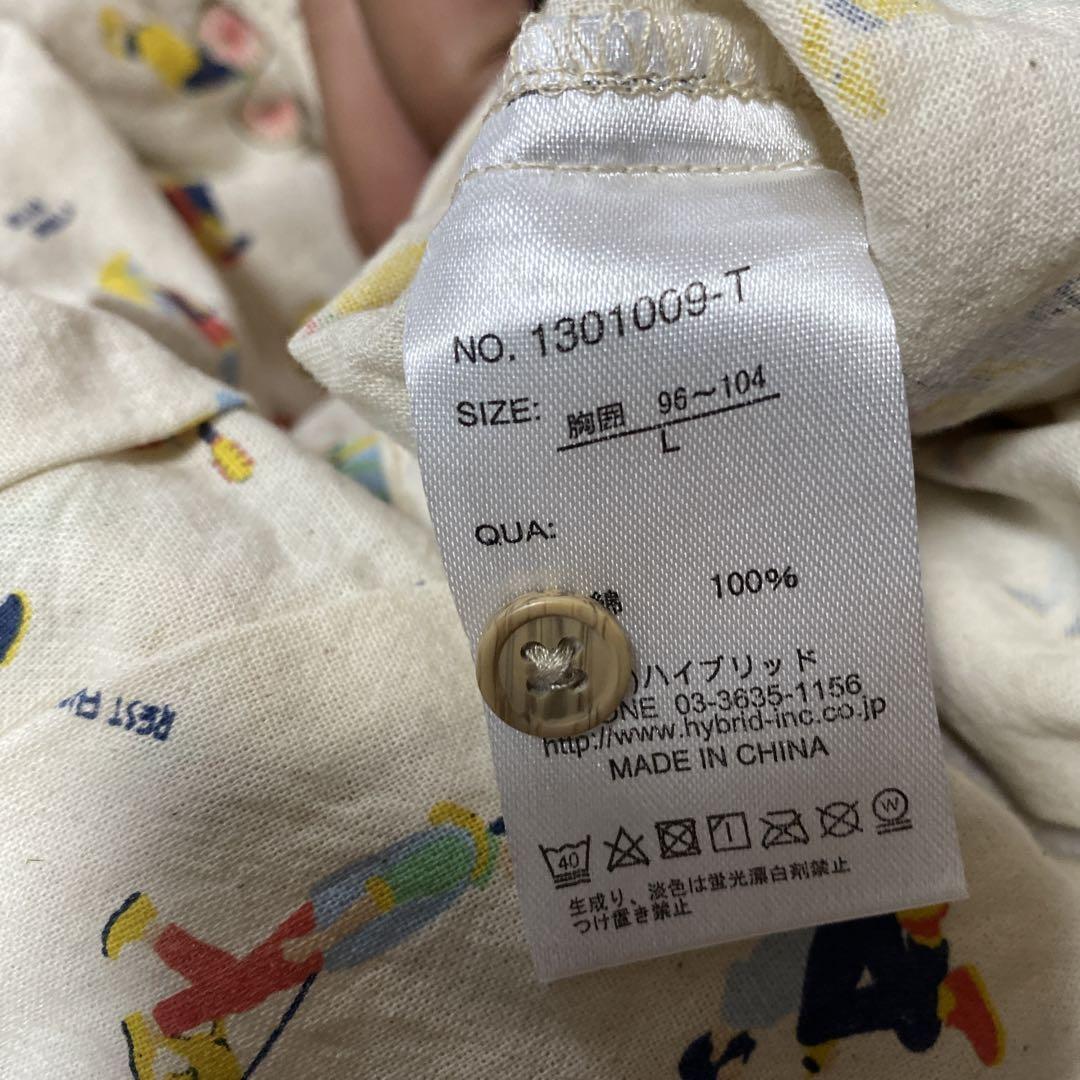 NO. 1301009-T
SIZE: 胸囲 96～104
L
QUA:
綿 100%
)ハイブリッド
ONE 03-3635-1156
http://www.hybrid-inc.co.jp
MADE IN CHINA
40 W
生成り、淡色は蛍光漂白剤禁止
つけ置き禁止
REST